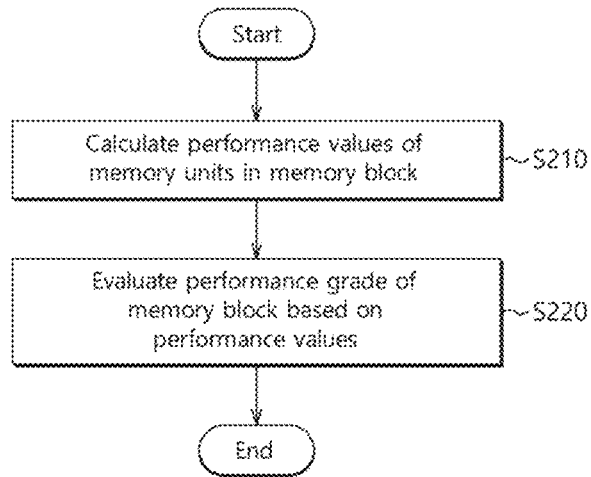 Start
Calculate performance values of
memory units in memory block
S210
Evaluate performance grade of
memory block based on
performance values
S220
End